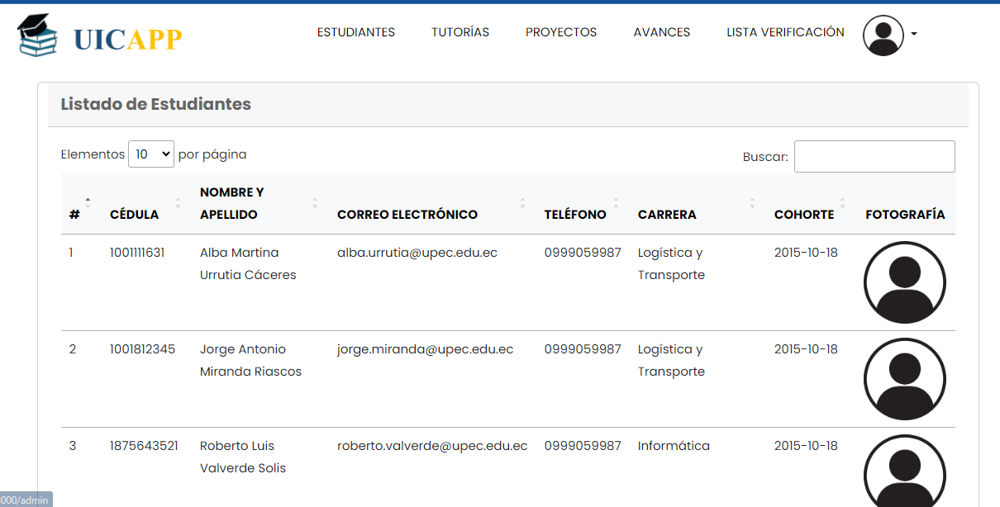 UICAPP
ESTUDIANTES TUTORÍAS PROYECTOS AVANCES LISTA VERIFICACIÓN
Listado de Estudiantes
Elementos 10 por página
Buscar:
# CÉDULA NOMBRE Y APELLIDO CORREO ELECTRÓNICO TELÉFONO CARRERA COHORTE FOTOGRAFÍA
1 1001111631 Alba Martina alba.urrutia@upec.edu.ec 0999059987 Logística y 2015-10-18
Urrutia Cáceres Transporte
2 1001812345 Jorge Antonio jorge.miranda@upec.edu.ec 0999059987 Logística y 2015-10-18
Miranda Riascos Transporte
3 1875643521 Roberto Luis roberto.valverde@upec.edu.ec 0999059987 Informática 2015-10-18
Valverde Solis
000/admin